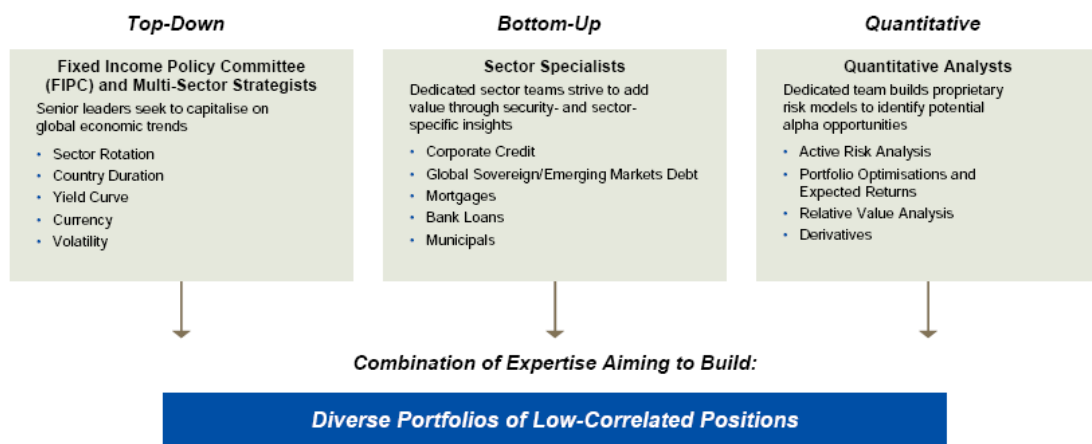 Top-Down
Fixed Income Policy Committee
(FIPC) and Multi-Sector Strategists
Senior leaders seek to capitalise on
global economic trends
• Sector Rotation
• Country Duration
• Yield Curve
• Currency
• Volatility
Bottom-Up
Sector Specialists
Dedicated sector teams strive to add
value through security- and sector-
specific insights
• Corporate Credit
• Global Sovereign/Emerging Markets Debt
• Mortgages
• Bank Loans
• Municipals
Quantitative
Quantitative Analysts
Dedicated team builds proprietary
risk models to identify potential
alpha opportunities
• Active Risk Analysis
• Portfolio Optimisations and
Expected Returns
• Relative Value Analysis
• Derivatives
Combination of Expertise Aiming to Build:
Diverse Portfolios of Low-Correlated Positions